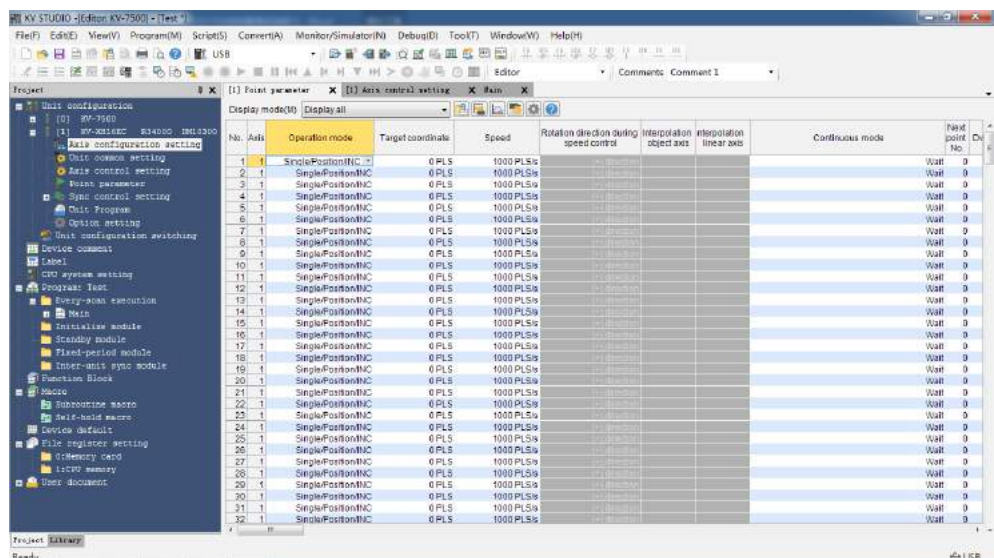 KV STUDIO -[Editor: KV-7500] - [Test *]
File(F) Edit(E) View(V) Program(M) Script(S) Convert(A) Monitor/Simulator(N) Debug(D) Tool(T) Window(W) Help(H)
USB
Editor Comments Comment 1
Project
[1] Point parameter X [1] Axis control setting X Main X
Display mode(M) Display all
Unit configuration
[0] KV-7500
[1] KV-XH16EC R34000 DM10300
Axis configuration setting
Unit common setting
Axis control setting
Point parameter
Sync control setting
Unit Program
Option setting
Unit configuration switching
Device comment
Label
CPU system setting
Program: Test
Every-scan execution
Main
Initialize module
Standby module
Fixed-period module
Inter-unit sync module
Function Block
Macro
Subroutine macro
Self-hold macro
Device default
File register setting
0:Memory card
1:CPU memory
User document
No. Axis Operation mode Target coordinate Speed Rotation direction during speed control Interpolation object axis Interpolation linear axis Continuous mode Next point No.
1 1 Single/Position/INC 0 PLS 1000 PLS/s Wait 0
2 1 Single/Position/INC 0 PLS 1000 PLS/s Wait 0
3 1 Single/Position/INC 0 PLS 1000 PLS/s Wait 0
4 1 Single/Position/INC 0 PLS 1000 PLS/s Wait 0
5 1 Single/Position/INC 0 PLS 1000 PLS/s Wait 0
6 1 Single/Position/INC 0 PLS 1000 PLS/s Wait 0
7 1 Single/Position/INC 0 PLS 1000 PLS/s Wait 0
8 1 Single/Position/INC 0 PLS 1000 PLS/s Wait 0
9 1 Single/Position/INC 0 PLS 1000 PLS/s Wait 0
10 1 Single/Position/INC 0 PLS 1000 PLS/s Wait 0
11 1 Single/Position/INC 0 PLS 1000 PLS/s Wait 0
12 1 Single/Position/INC 0 PLS 1000 PLS/s Wait 0
13 1 Single/Position/INC 0 PLS 1000 PLS/s Wait 0
14 1 Single/Position/INC 0 PLS 1000 PLS/s Wait 0
15 1 Single/Position/INC 0 PLS 1000 PLS/s Wait 0
16 1 Single/Position/INC 0 PLS 1000 PLS/s Wait 0
17 1 Single/Position/INC 0 PLS 1000 PLS/s Wait 0
18 1 Single/Position/INC 0 PLS 1000 PLS/s Wait 0
19 1 Single/Position/INC 0 PLS 1000 PLS/s Wait 0
20 1 Single/Position/INC 0 PLS 1000 PLS/s Wait 0
21 1 Single/Position/INC 0 PLS 1000 PLS/s Wait 0
22 1 Single/Position/INC 0 PLS 1000 PLS/s Wait 0
23 1 Single/Position/INC 0 PLS 1000 PLS/s Wait 0
24 1 Single/Position/INC 0 PLS 1000 PLS/s Wait 0
25 1 Single/Position/INC 0 PLS 1000 PLS/s Wait 0
26 1 Single/Position/INC 0 PLS 1000 PLS/s Wait 0
27 1 Single/Position/INC 0 PLS 1000 PLS/s Wait 0
28 1 Single/Position/INC 0 PLS 1000 PLS/s Wait 0
29 1 Single/Position/INC 0 PLS 1000 PLS/s Wait 0
30 1 Single/Position/INC 0 PLS 1000 PLS/s Wait 0
31 1 Single/Position/INC 0 PLS 1000 PLS/s Wait 0
32 1 Single/Position/INC 0 PLS 1000 PLS/s Wait 0
Project Library
Ready
USB